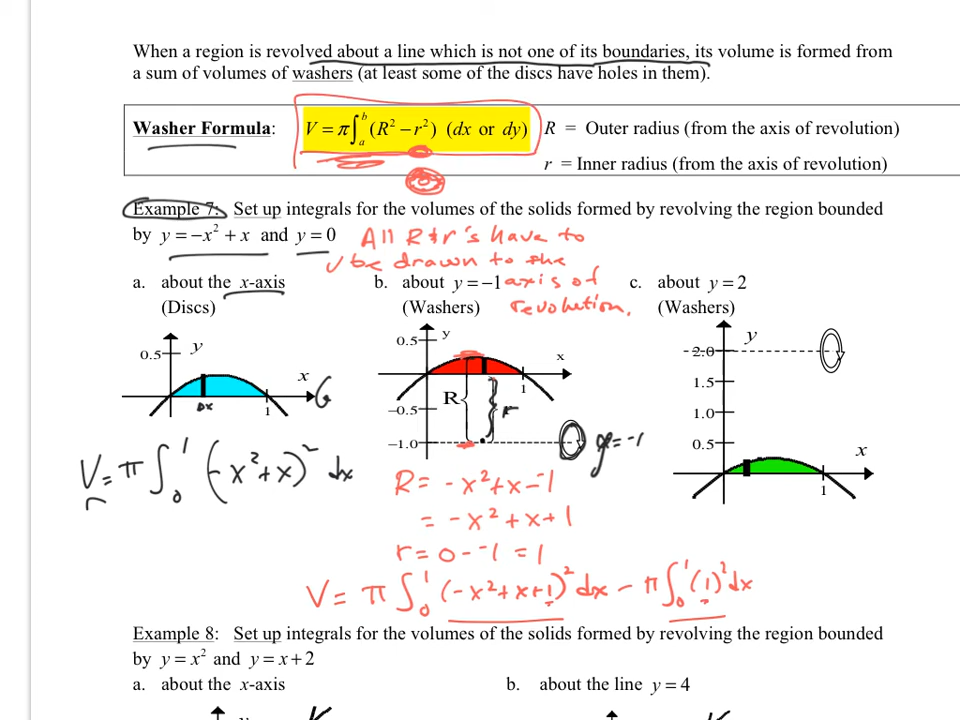 When a region is revolved about a line which is not one of its boundaries, its volume is formed from
a sum of volumes of washers (at least some of the discs have holes in them).
Washer Formula: V = π∫ₐᵇ(R² − r²) (dx or dy) R = Outer radius (from the axis of revolution)
r = Inner radius (from the axis of revolution)
Example 7: Set up integrals for the volumes of the solids formed by revolving the region bounded
by y = −x² + x and y = 0 All R & r's have to
be drawn to the
a. about the x-axis b. about y = −1 axis of c. about y = 2
(Discs) (Washers) revolution. (Washers)
0.5 y x 1 Dx
0.5 y x 1 R r −0.5 −1.0 y=-1
2.0 y 1.5 1.0 0.5 x 1
V = π ∫₀¹ (-x²+x)² dx
r
R = -x²+x--1
= -x²+x+1
r = 0--1 = 1
V = π ∫₀¹ (-x²+x+1)² dx − π ∫₀¹ (1)² dx
Example 8: Set up integrals for the volumes of the solids formed by revolving the region bounded
by y = x² and y = x + 2
a. about the x-axis b. about the line y = 4